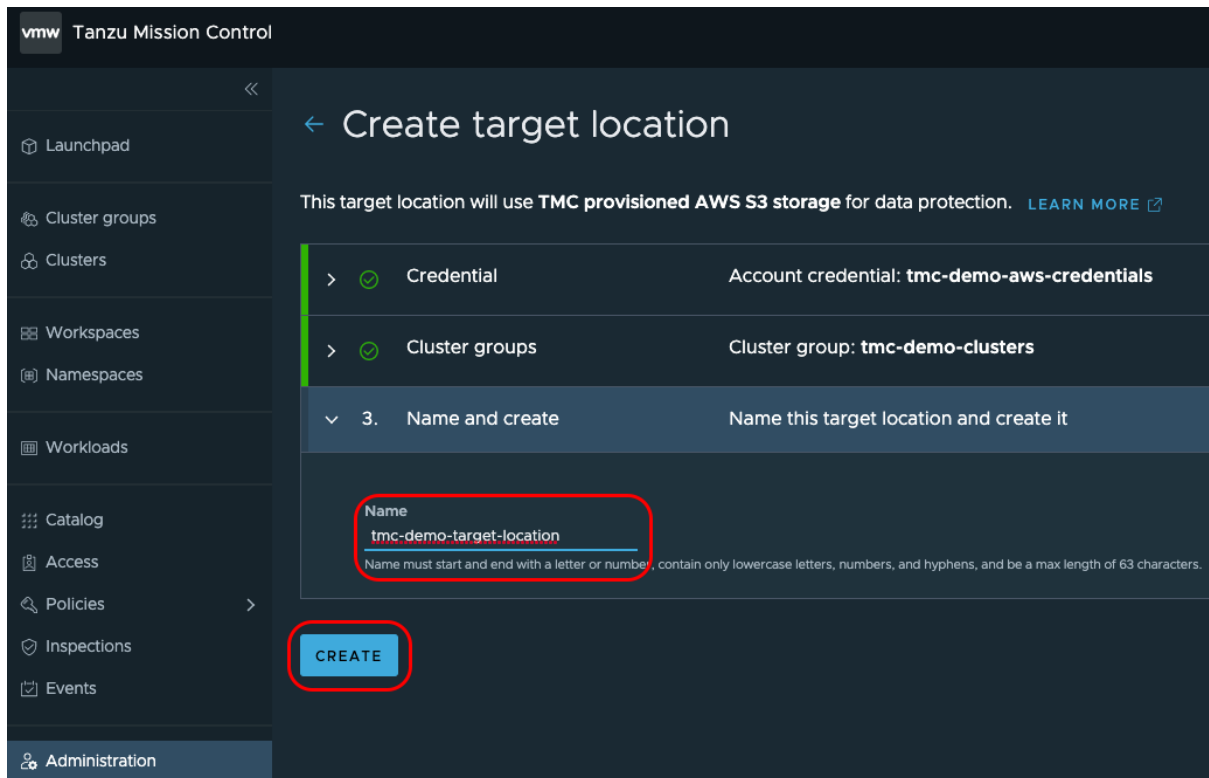 vmw Tanzu Mission Control
Launchpad
Cluster groups
Clusters
Workspaces
Namespaces
Workloads
Catalog
Access
Policies
Inspections
Events
Administration
Create target location
This target location will use TMC provisioned AWS S3 storage for data protection. LEARN MORE
Credential Account credential: tmc-demo-aws-credentials
Cluster groups Cluster group: tmc-demo-clusters
3. Name and create Name this target location and create it
Name
tmc-demo-target-location
Name must start and end with a letter or number, contain only lowercase letters, numbers, and hyphens, and be a max length of 63 characters.
CREATE